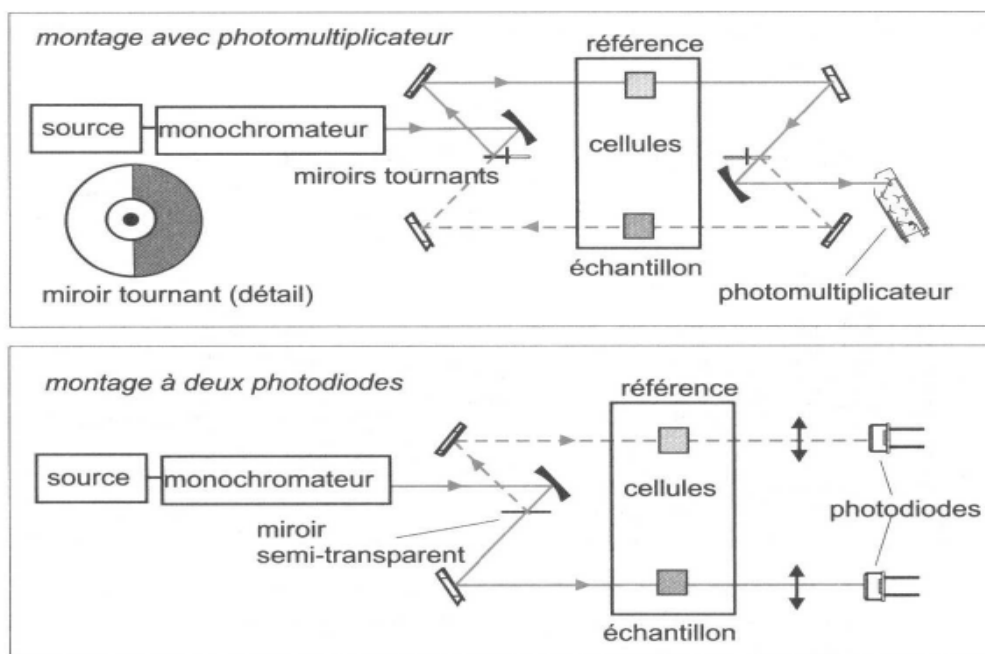 montage avec photomultiplicateur
référence
source
monochromateur
cellules
miroirs tournants
échantillon
miroir tournant (détail)
photomultiplicateur
montage à deux photodiodes
référence
source
monochromateur
cellules
photodiodes
miroir
semi-transparent
échantillon